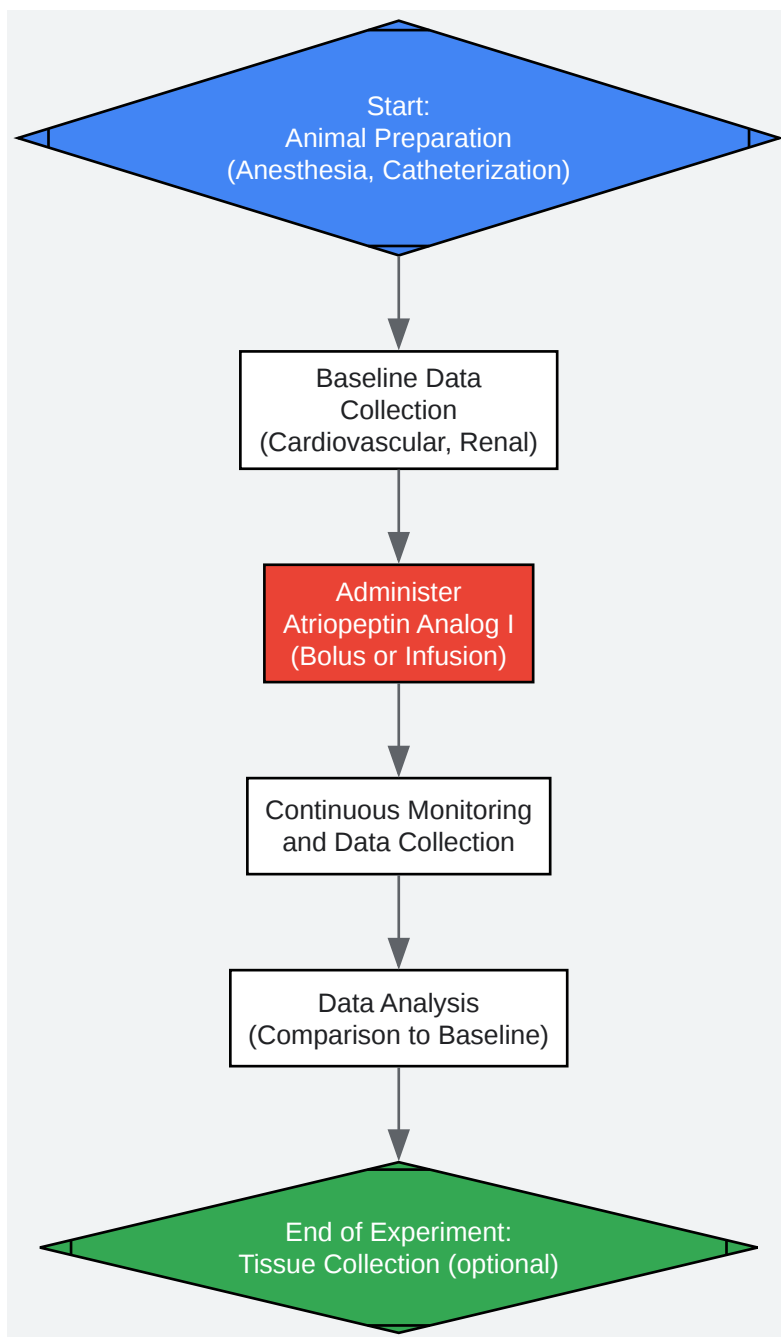 Start:
Animal Preparation
(Anesthesia, Catheterization)
Baseline Data
Collection
(Cardiovascular, Renal)
Administer
Atriopeptin Analog I
(Bolus or Infusion)
Continuous Monitoring
and Data Collection
Data Analysis
(Comparison to Baseline)
End of Experiment:
Tissue Collection (optional)